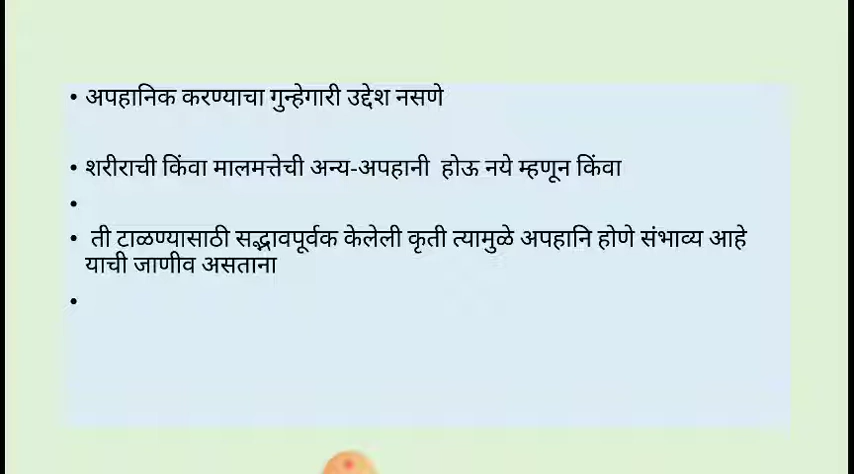 • अपहानिक करण्याचा गुन्हेगारी उद्देश नसणे
• शरीराची किंवा मालमत्तेची अन्य-अपहानी  होऊ नये म्हणून किंवा
•
• ती टाळण्यासाठी सद्भावपूर्वक केलेली कृती त्यामुळे अपहानि होणे संभाव्य आहे
याची जाणीव असताना
•